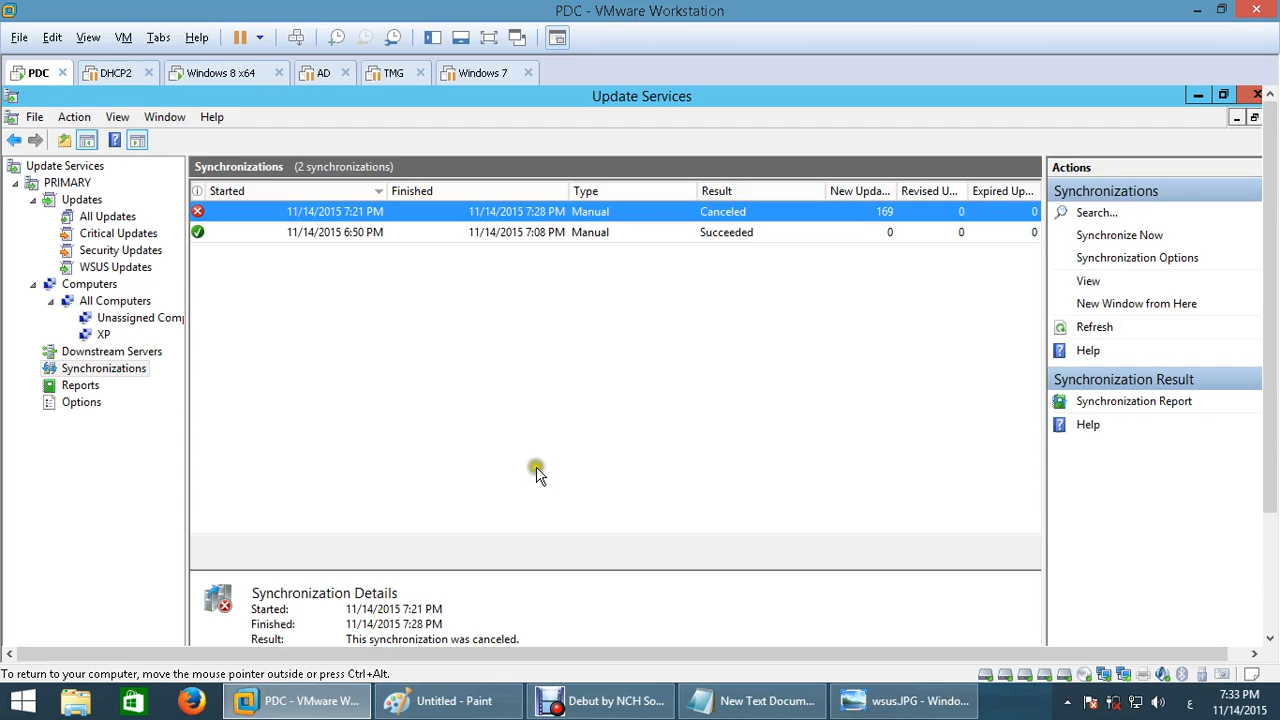 PDC - VMware Workstation
File Edit View VM Tabs Help
PDC DHCP2 Windows 8 x64 AD TMG Windows 7
Update Services
File Action View Window Help
Update Services
PRIMARY
Updates
All Updates
Critical Updates
Security Updates
WSUS Updates
Computers
All Computers
Unassigned Comp
XP
Downstream Servers
Synchronizations
Reports
Options
Synchronizations (2 synchronizations)
Started Finished Type Result New Upda... Revised U... Expired Up...
11/14/2015 7:21 PM 11/14/2015 7:28 PM Manual Canceled 169 0 0
11/14/2015 6:50 PM 11/14/2015 7:08 PM Manual Succeeded 0 0 0
Synchronization Details
Started: 11/14/2015 7:21 PM
Finished: 11/14/2015 7:28 PM
Result: This synchronization was canceled.
Actions
Synchronizations
Search...
Synchronize Now
Synchronization Options
View
New Window from Here
Refresh
Help
Synchronization Result
Synchronization Report
Help
To return to your computer, move the mouse pointer outside or press Ctrl+Alt.
PDC - VMware W... Untitled - Paint Debut by NCH So... New Text Docum... wsus.JPG - Windo... ع 7:33 PM
11/14/2015